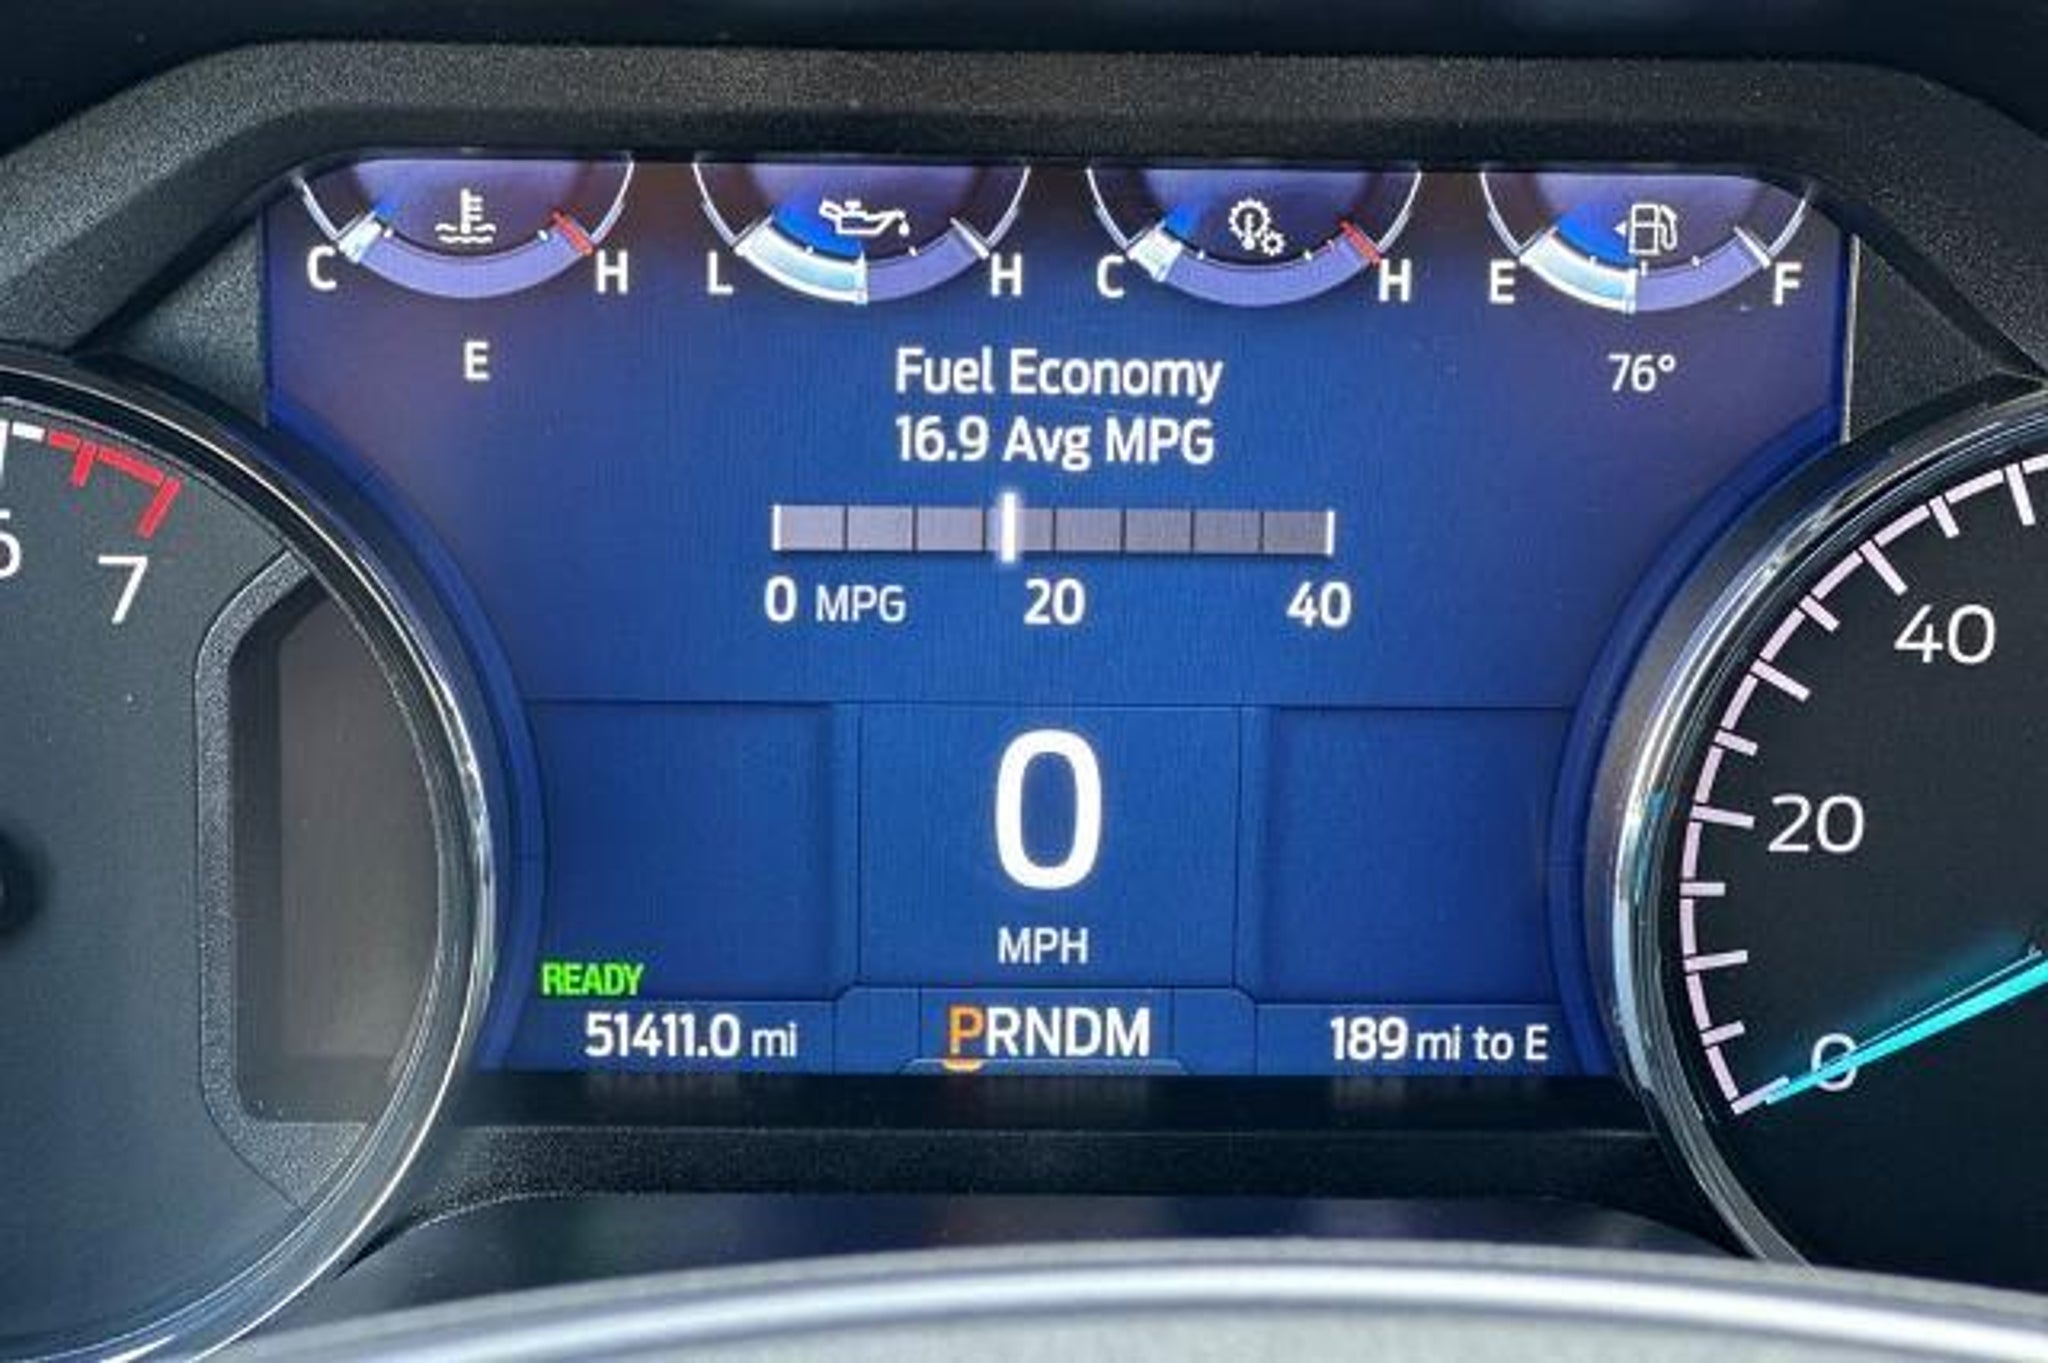 C H L H C H E F
E
Fuel Economy
16.9 Avg MPG
76°
0 MPG 20 40
7
40
20
0
0
MPH
READY
51411.0 mi
PRNDM
189 mi to E